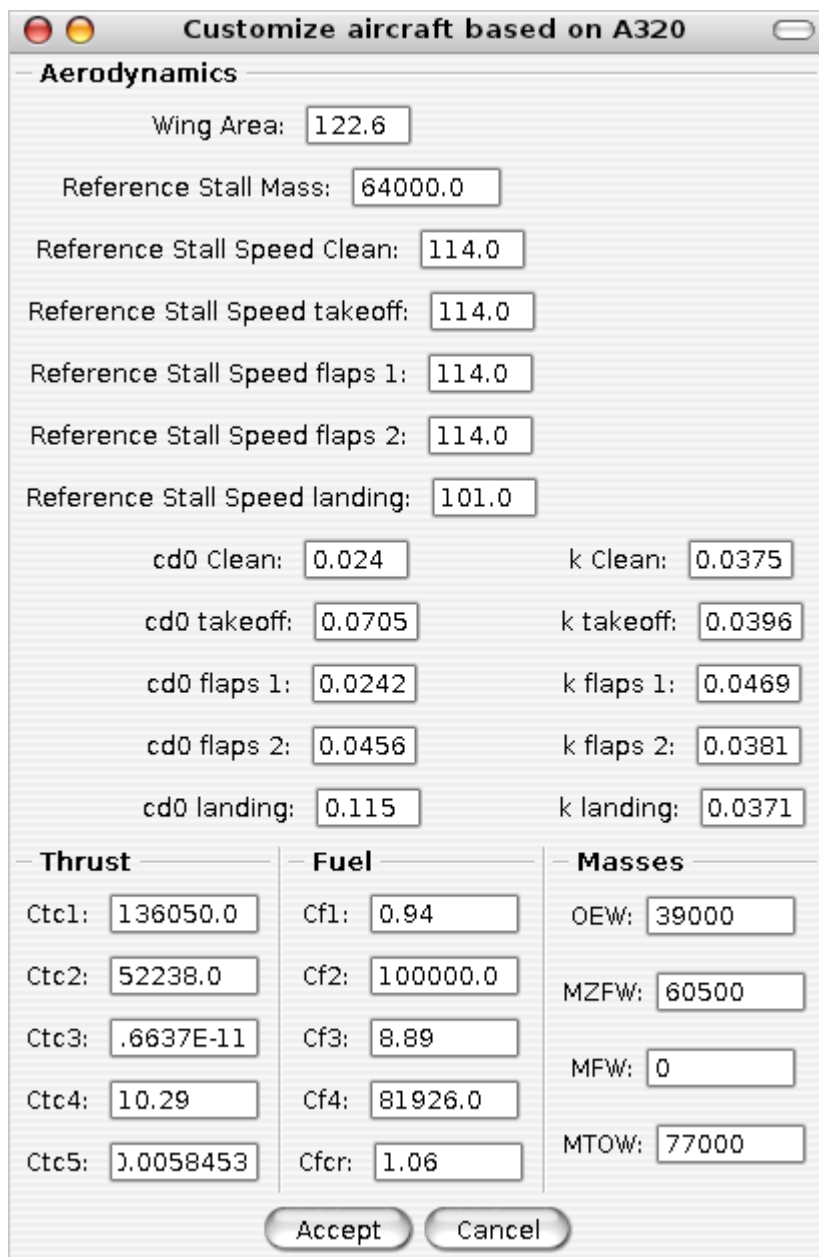 Customize aircraft based on A320
Aerodynamics
Wing Area: 122.6
Reference Stall Mass: 64000.0
Reference Stall Speed Clean: 114.0
Reference Stall Speed takeoff: 114.0
Reference Stall Speed flaps 1: 114.0
Reference Stall Speed flaps 2: 114.0
Reference Stall Speed landing: 101.0
cd0 Clean: 0.024 k Clean: 0.0375
cd0 takeoff: 0.0705 k takeoff: 0.0396
cd0 flaps 1: 0.0242 k flaps 1: 0.0469
cd0 flaps 2: 0.0456 k flaps 2: 0.0381
cd0 landing: 0.115 k landing: 0.0371
Thrust Fuel Masses
Ctc1: 136050.0 Cf1: 0.94 OEW: 39000
Ctc2: 52238.0 Cf2: 100000.0 MZFW: 60500
Ctc3: .6637E-11 Cf3: 8.89 MFW: 0
Ctc4: 10.29 Cf4: 81926.0 MTOW: 77000
Ctc5: 0.0058453 Cfcr: 1.06
Accept Cancel